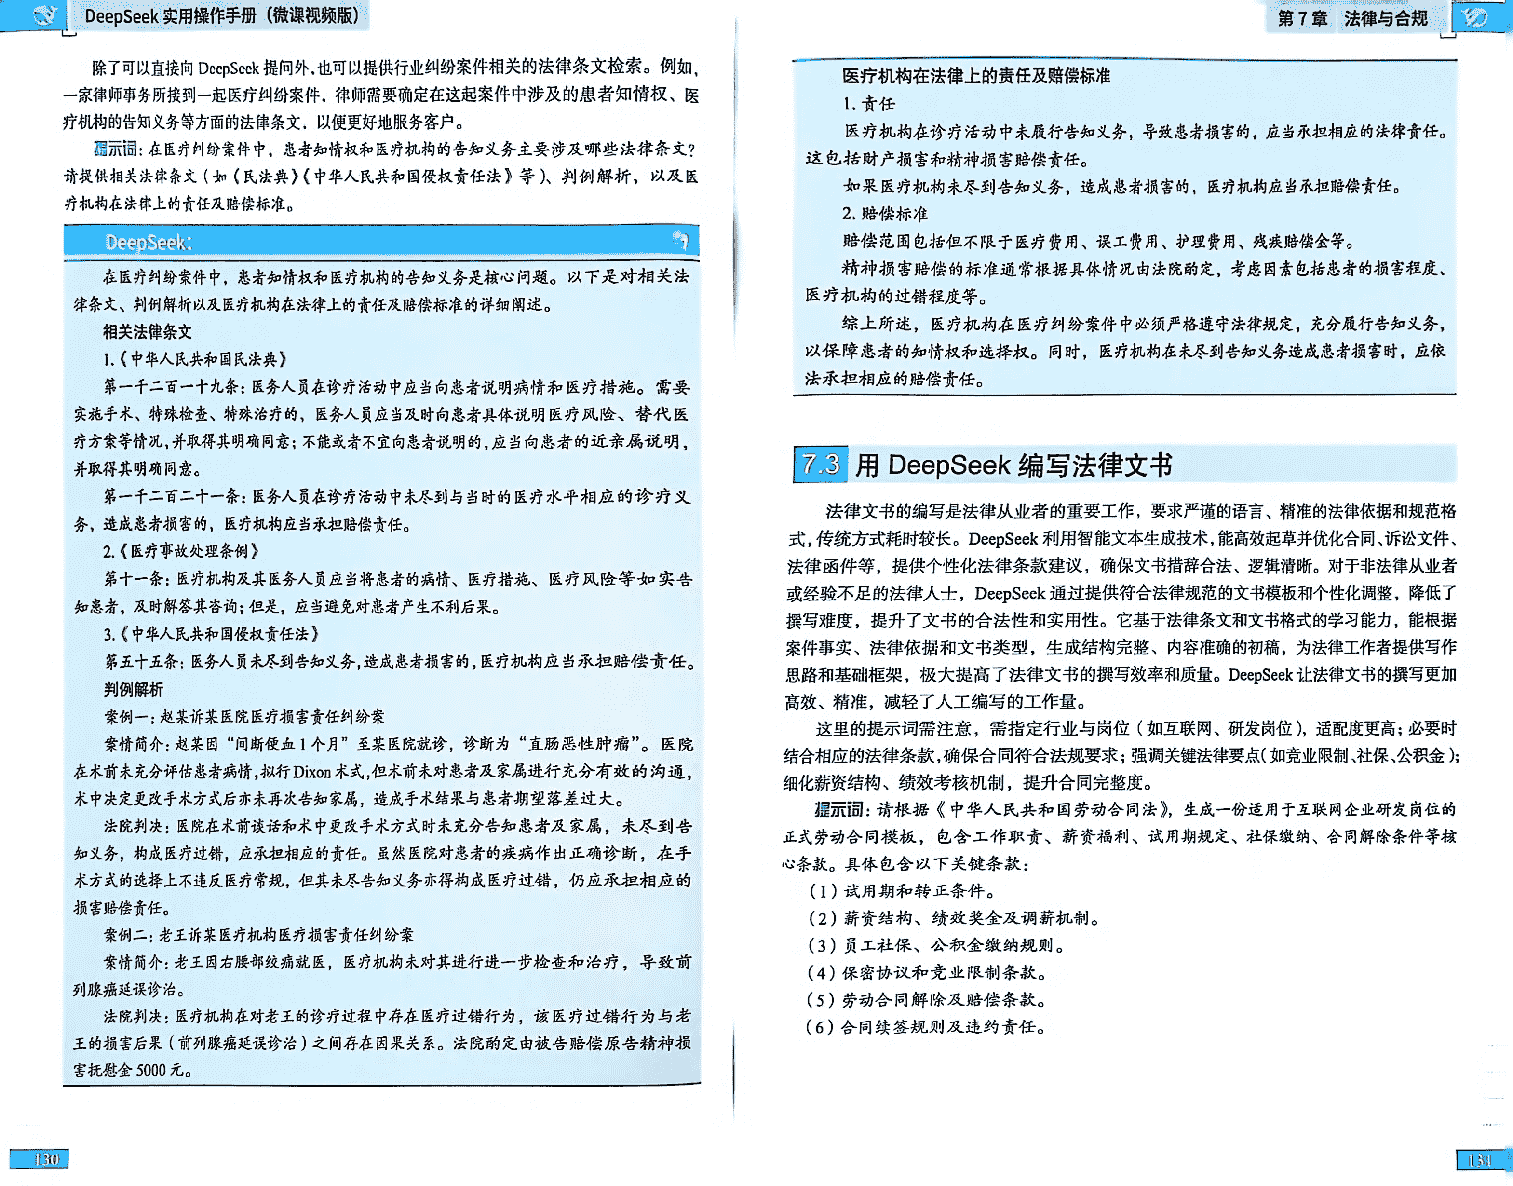 DeepSeek 实用操作手册（微课视频版）
除了可以直接向 DeepSeek 提问外，也可以提供行业纠纷案件相关的法律条文检索。例如，
一家律师事务所接到一起医疗纠纷案件，律师需要确定在这起案件中涉及的患者知情权、医
疗机构的告知义务等方面的法律条文，以便更好地服务客户。
提示词：在医疗纠纷案件中，患者知情权和医疗机构的告知义务主要涉及哪些法律条文？
请提供相关法律条文（如《民法典》《中华人民共和国侵权责任法》等）、判例解析，以及医
疗机构在法律上的责任及赔偿标准。
DeepSeek:
在医疗纠纷案件中，患者知情权和医疗机构的告知义务是核心问题。以下是对相关法
律条文、判例解析以及医疗机构在法律上的责任及赔偿标准的详细阐述。
相关法律条文
1.《中华人民共和国民法典》
第一千二百一十九条：医务人员在诊疗活动中应当向患者说明病情和医疗措施。需要
实施手术、特殊检查、特殊治疗的，医务人员应当及时向患者具体说明医疗风险、替代医
疗方案等情况，并取得其明确同意；不能或者不宜向患者说明的，应当向患者的近亲属说明，
并取得其明确同意。
第一千二百二十一条：医务人员在诊疗活动中未尽到与当时的医疗水平相应的诊疗义
务，造成患者损害的，医疗机构应当承担赔偿责任。
2.《医疗事故处理条例》
第十一条：医疗机构及其医务人员应当将患者的病情、医疗措施、医疗风险等如实告
知患者，及时解答其咨询；但是，应当避免对患者产生不利后果。
3.《中华人民共和国侵权责任法》
第五十五条：医务人员未尽到告知义务，造成患者损害的，医疗机构应当承担赔偿责任。
判例解析
案例一：赵某诉某医院医疗损害责任纠纷案
案情简介：赵某因“间断便血1个月”至某医院就诊，诊断为“直肠恶性肿瘤”。医院
在术前未充分评估患者病情，拟行Dixon术式，但术前未对患者及家属进行充分有效的沟通，
术中决定更改手术方式后亦未再次告知家属，造成手术结果与患者期望落差过大。
法院判决：医院在术前谈话和术中更改手术方式时未充分告知患者及家属，未尽到告
知义务，构成医疗过错，应承担相应的责任。虽然医院对患者的疾病作出正确诊断，在手
术方式的选择上不违反医疗常规，但其未尽告知义务亦得构成医疗过错，仍应承担相应的
损害赔偿责任。
案例二：老王诉某医疗机构医疗损害责任纠纷案
案情简介：老王因右腰部绞痛就医，医疗机构未对其进行进一步检查和治疗，导致前
列腺癌延误诊治。
法院判决：医疗机构在对老王的诊疗过程中存在医疗过错行为，该医疗过错行为与老
王的损害后果（前列腺癌延误诊治）之间存在因果关系。法院酌定由被告赔偿原告精神损
害抚慰金5000元。
130
第7章 法律与合规
医疗机构在法律上的责任及赔偿标准
1. 责任
医疗机构在诊疗活动中未履行告知义务，导致患者损害的，应当承担相应的法律责任。
这包括财产损害和精神损害赔偿责任。
如果医疗机构未尽到告知义务，造成患者损害的，医疗机构应当承担赔偿责任。
2. 赔偿标准
赔偿范围包括但不限于医疗费用、误工费用、护理费用、残疾赔偿金等。
精神损害赔偿的标准通常根据具体情况由法院酌定，考虑因素包括患者的损害程度、
医疗机构的过错程度等。
综上所述，医疗机构在医疗纠纷案件中必须严格遵守法律规定，充分履行告知义务，
以保障患者的知情权和选择权。同时，医疗机构在未尽到告知义务造成患者损害时，应依
法承担相应的赔偿责任。
7.3 用 DeepSeek 编写法律文书
法律文书的编写是法律从业者的重要工作，要求严谨的语言、精准的法律依据和规范格
式，传统方式耗时较长。DeepSeek 利用智能文本生成技术，能高效起草并优化合同、诉讼文件、
法律函件等，提供个性化法律条款建议，确保文书措辞合法、逻辑清晰。对于非法律从业者
或经验不足的法律人士，DeepSeek 通过提供符合法律规范的文书模板和个性化调整，降低了
撰写难度，提升了文书的合法性和实用性。它基于法律条文和文书格式的学习能力，能根据
案件事实、法律依据和文书类型，生成结构完整、内容准确的初稿，为法律工作者提供写作
思路和基础框架，极大提高了法律文书的撰写效率和质量。DeepSeek 让法律文书的撰写更加
高效、精准，减轻了人工编写的工作量。
这里的提示词需注意，需指定行业与岗位（如互联网、研发岗位），适配度更高；必要时
结合相应的法律条款，确保合同符合法规要求；强调关键法律要点（如竞业限制、社保、公积金）；
细化薪资结构、绩效考核机制，提升合同完整度。
提示词：请根据《中华人民共和国劳动合同法》，生成一份适用于互联网企业研发岗位的
正式劳动合同模板，包含工作职责、薪资福利、试用期规定、社保缴纳、合同解除条件等核
心条款。具体包含以下关键条款：
（1）试用期和转正条件。
（2）薪资结构、绩效奖金及调薪机制。
（3）员工社保、公积金缴纳规则。
（4）保密协议和竞业限制条款。
（5）劳动合同解除及赔偿条款。
（6）合同续签规则及违约责任。
131